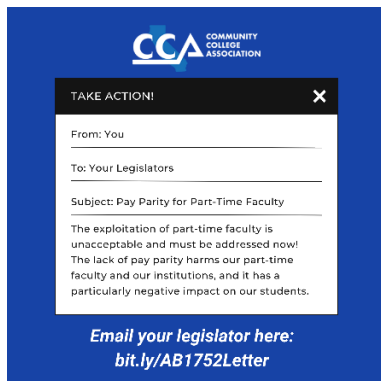 CCA
COMMUNITY
COLLEGE
ASSOCIATION
TAKE ACTION!
From: You
To: Your Legislators
Subject: Pay Parity for Part-Time Faculty
The exploitation of part-time faculty is
unacceptable and must be addressed now!
The lack of pay parity harms our part-time
faculty and our institutions, and it has a
particularly negative impact on our students.
Email your legislator here:
bit.ly/AB1752Letter